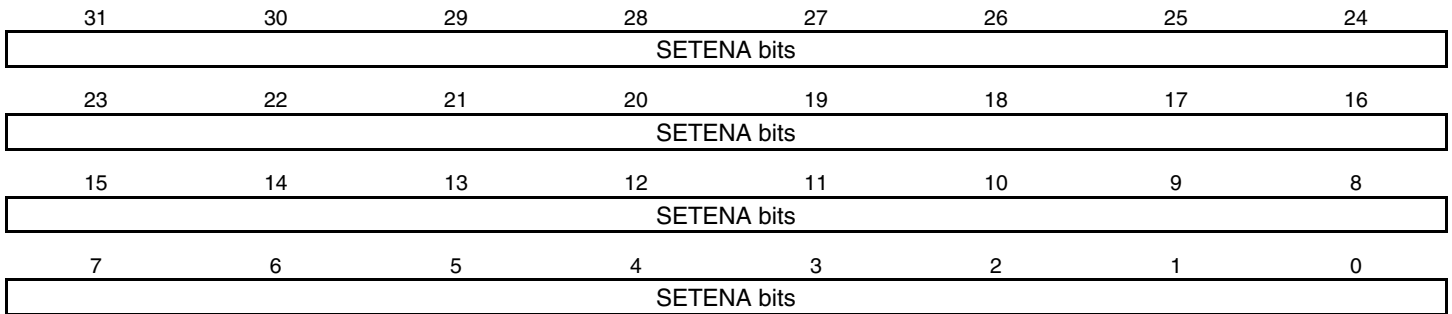 31 30 29 28 27 26 25 24
SETENA bits
23 22 21 20 19 18 17 16
SETENA bits
15 14 13 12 11 10 9 8
SETENA bits
7 6 5 4 3 2 1 0
SETENA bits